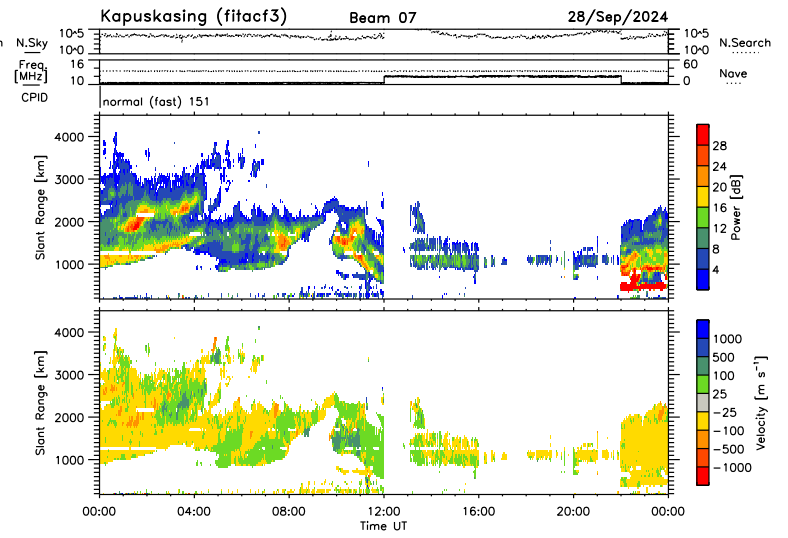 Kapuskasing (fitacf3) Beam 07 28/Sep/2024
N.Sky 10^5 10^0 10^5 10^0 N.Search
Freq. [MHz] 16 10 60 0 Nave
CPID normal (fast) 151
Slant Range [km] 4000 3000 2000 1000
28 24 20 16 12 8 4 Power [dB]
Slant Range [km] 4000 3000 2000 1000
1000 500 100 25 -25 -100 -500 -1000 Velocity [m s⁻¹]
00:00 04:00 08:00 12:00 16:00 20:00 00:00
Time UT